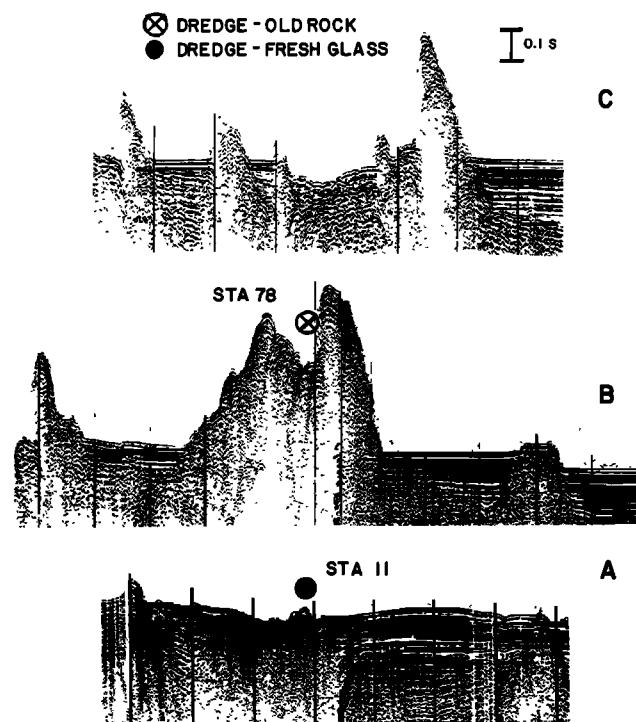 DREDGE - OLD ROCK
DREDGE - FRESH GLASS
0.1 S
C
STA 78
B
STA 11
A